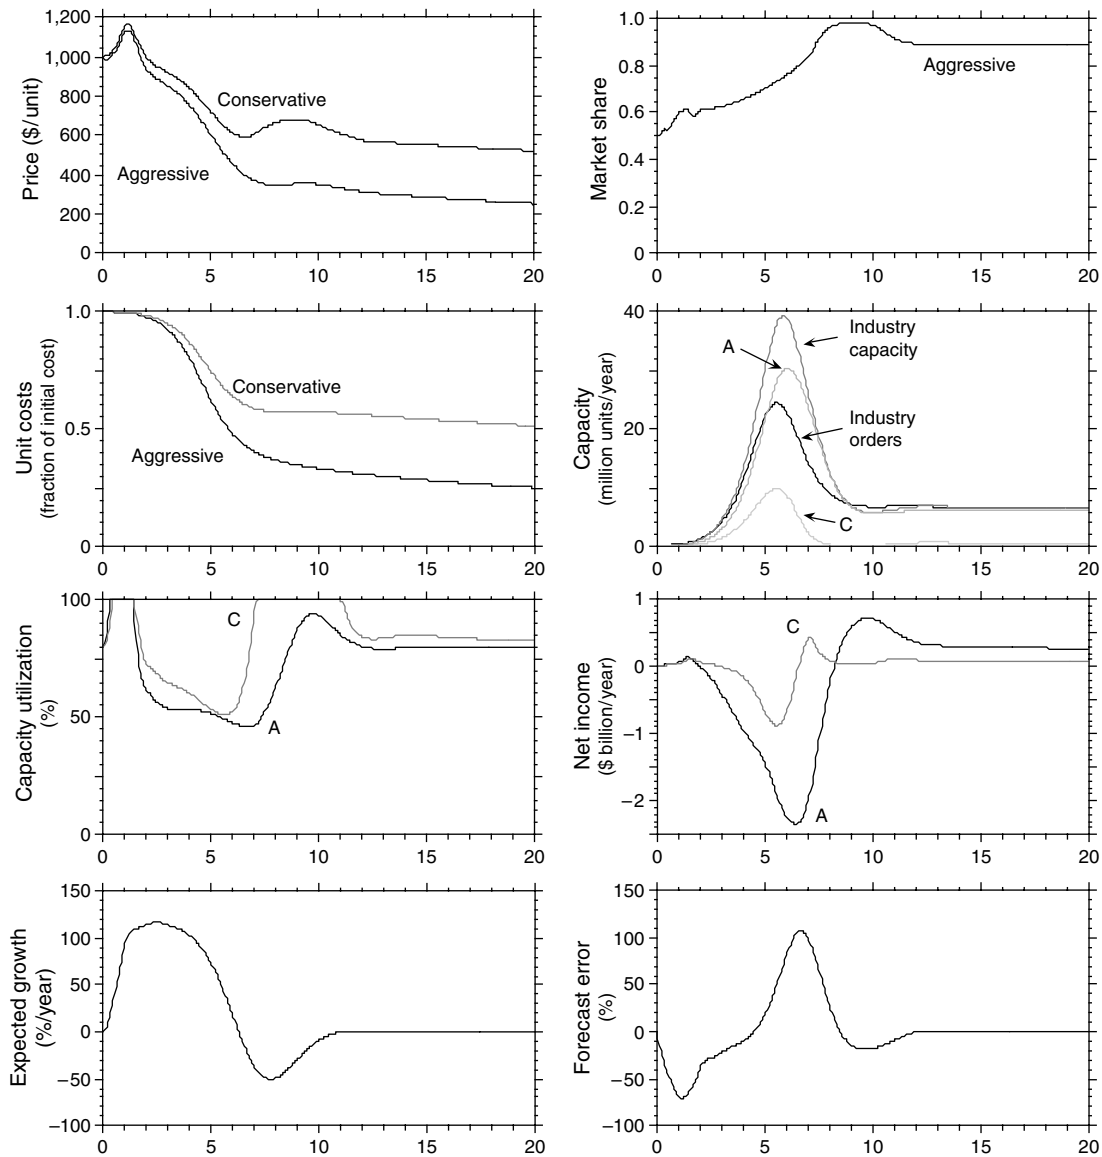 Price ($/unit)
1,200
1,000
800
600
400
200
0
Conservative
Aggressive
0 5 10 15 20
Market share
1.0
0.8
0.6
0.4
0.2
0
Aggressive
0 5 10 15 20
Unit costs
(fraction of initial cost)
1.0
0.5
0
Conservative
Aggressive
0 5 10 15 20
Capacity
(million units/year)
40
20
0
A
Industry
capacity
Industry
orders
C
0 5 10 15 20
Capacity utilization
(%)
100
50
0
C
A
0 5 10 15 20
Net income
($ billion/year)
1
0
−1
−2
C
A
0 5 10 15 20
Expected growth
(%/year)
150
100
50
0
−50
−100
0 5 10 15 20
Forecast error
(%)
150
100
50
0
−50
−100
0 5 10 15 20